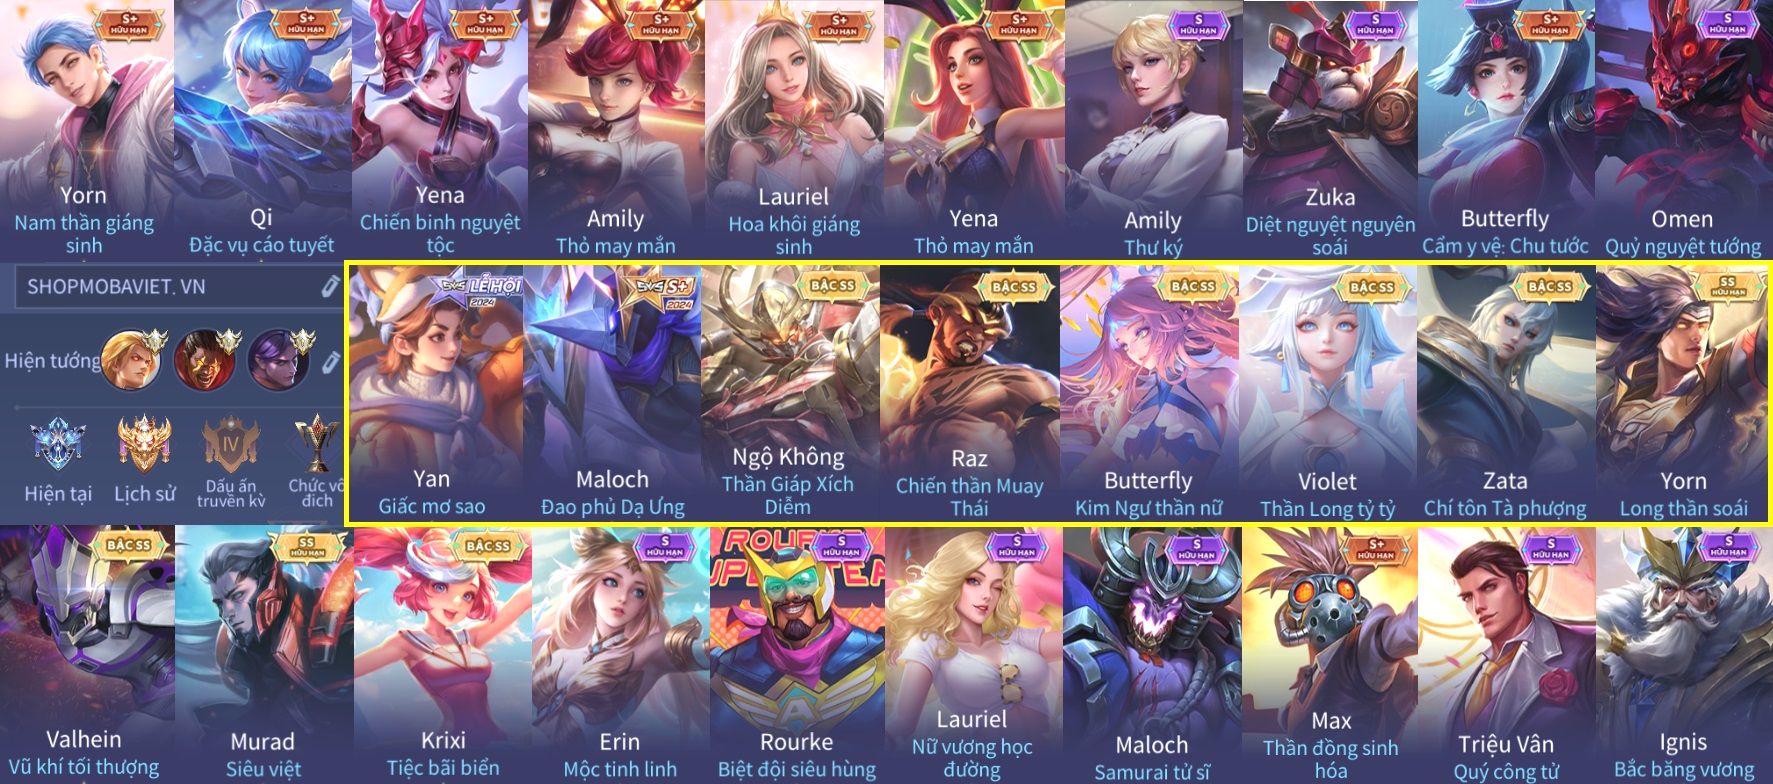 S+
HỮU HẠN
Yorn
Nam thần giáng
sinh
S+
HỮU HẠN
Qi
Đặc vụ cáo tuyết
S+
HỮU HẠN
Yena
Chiến binh nguyệt
tộc
S+
HỮU HẠN
Amily
Thỏ may mắn
S+
HỮU HẠN
Lauriel
Hoa khôi giáng
sinh
S+
HỮU HẠN
Yena
Thỏ may mắn
S
HỮU HẠN
Amily
Thư ký
S
HỮU HẠN
Zuka
Diệt nguyệt nguyên
soái
S+
HỮU HẠN
Butterfly
Cẩm y vệ: Chu tước
S
HỮU HẠN
Omen
Quỷ nguyệt tướng
SHOPMOBAVIET. VN
Hiện tướng
Hiện tại
Lịch sử
IV
Dấu ấn
truyền kỳ
Chức vô
địch
5V5 LỄ HỘI
2024
Yan
Giấc mơ sao
5V5 S+
2024
Maloch
Đao phủ Dạ Ưng
BẬC SS
Ngộ Không
Thần Giáp Xích
Diễm
BẬC SS
Raz
Chiến thần Muay
Thái
BẬC SS
Butterfly
Kim Ngư thần nữ
BẬC SS
Violet
Thần Long tỷ tỷ
BẬC SS
Zata
Chí tôn Tà phượng
SS
HỮU HẠN
Yorn
Long thần soái
BẬC SS
Valhein
Vũ khí tối thượng
SS
HỮU HẠN
Murad
Siêu việt
BẬC SS
Krixi
Tiệc bãi biển
S
HỮU HẠN
Erin
Mộc tinh linh
S
HỮU HẠN
Rourke
Biệt đội siêu hùng
S
HỮU HẠN
Lauriel
Nữ vương học
đường
S
HỮU HẠN
Maloch
Samurai tử sĩ
S+
HỮU HẠN
Max
Thần đồng sinh
hóa
S
HỮU HẠN
Triệu Vân
Quý công tử
S
HỮU HẠN
Ignis
Bắc băng vương